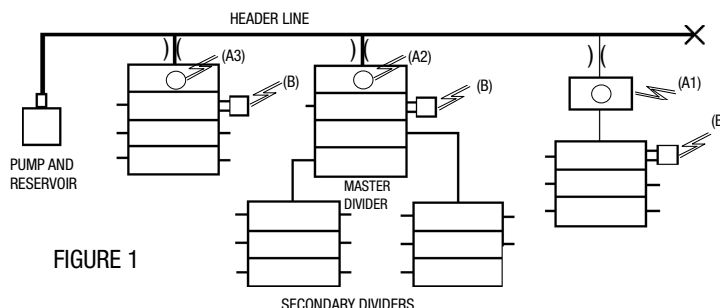 HEADER LINE
(A3)
(A2)
(B)
(B)
(A1)
PUMP AND
RESERVOIR
MASTER
DIVIDER
FIGURE 1
SECONDARY DIVIDERS